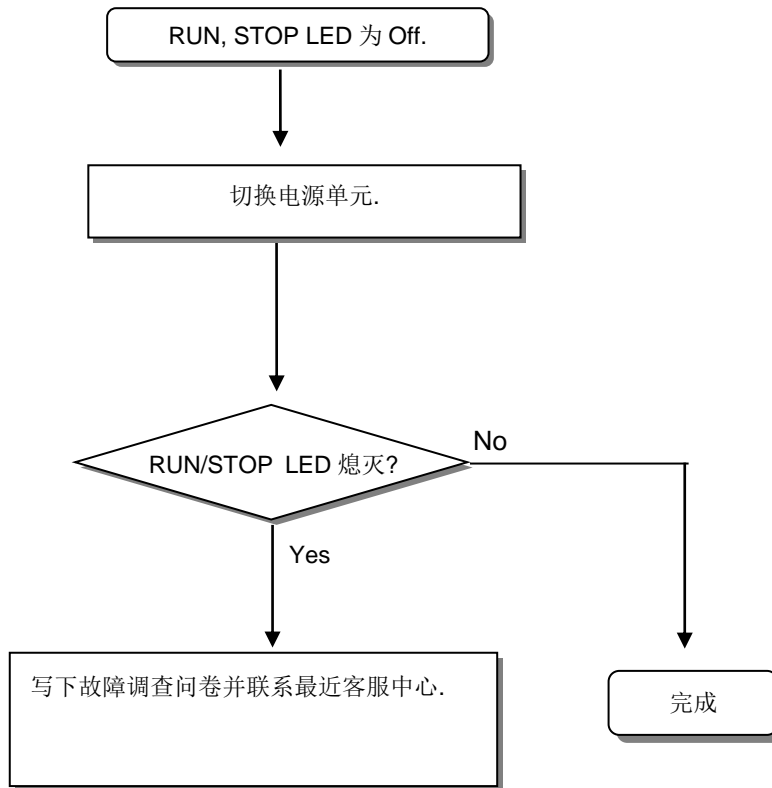 RUN, STOP LED 为 Off.
切换电源单元.
RUN/STOP LED 熄灭?
No
Yes
写下故障调查问卷并联系最近客服中心.
完成